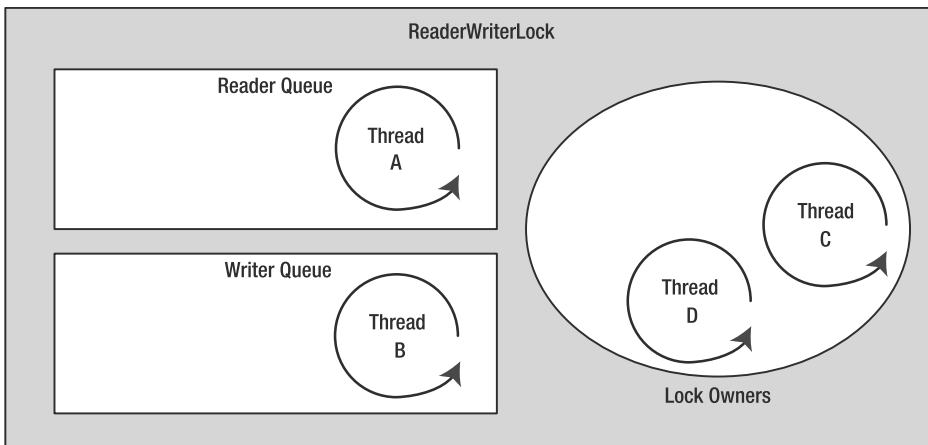 ReaderWriterLock
Reader Queue
Thread
A
Writer Queue
Thread
B
Thread
C
Thread
D
Lock Owners